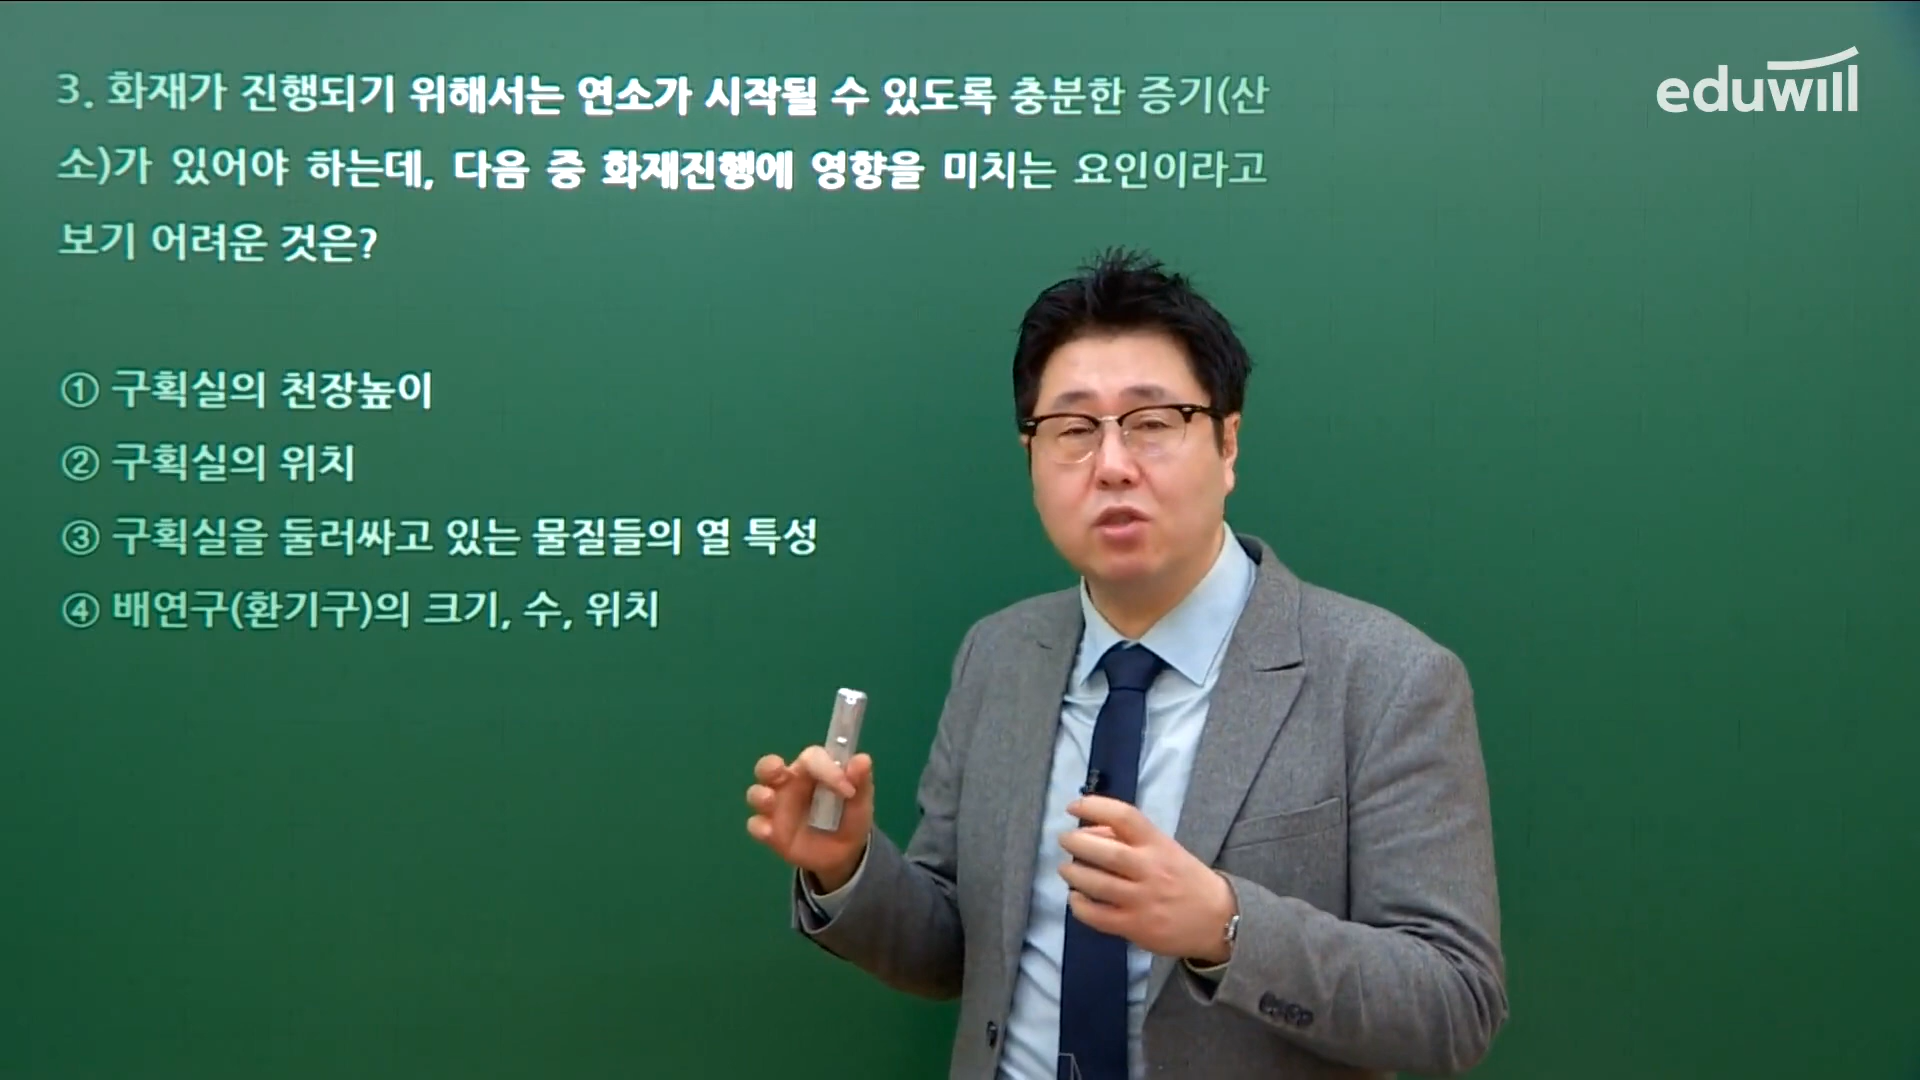 eduwill
3. 화재가 진행되기 위해서는 연소가 시작될 수 있도록 충분한 증기(산
소)가 있어야 하는데, 다음 중 화재진행에 영향을 미치는 요인이라고
보기 어려운 것은?
① 구획실의 천장높이
② 구획실의 위치
③ 구획실을 둘러싸고 있는 물질들의 열 특성
④ 배연구(환기구)의 크기, 수, 위치